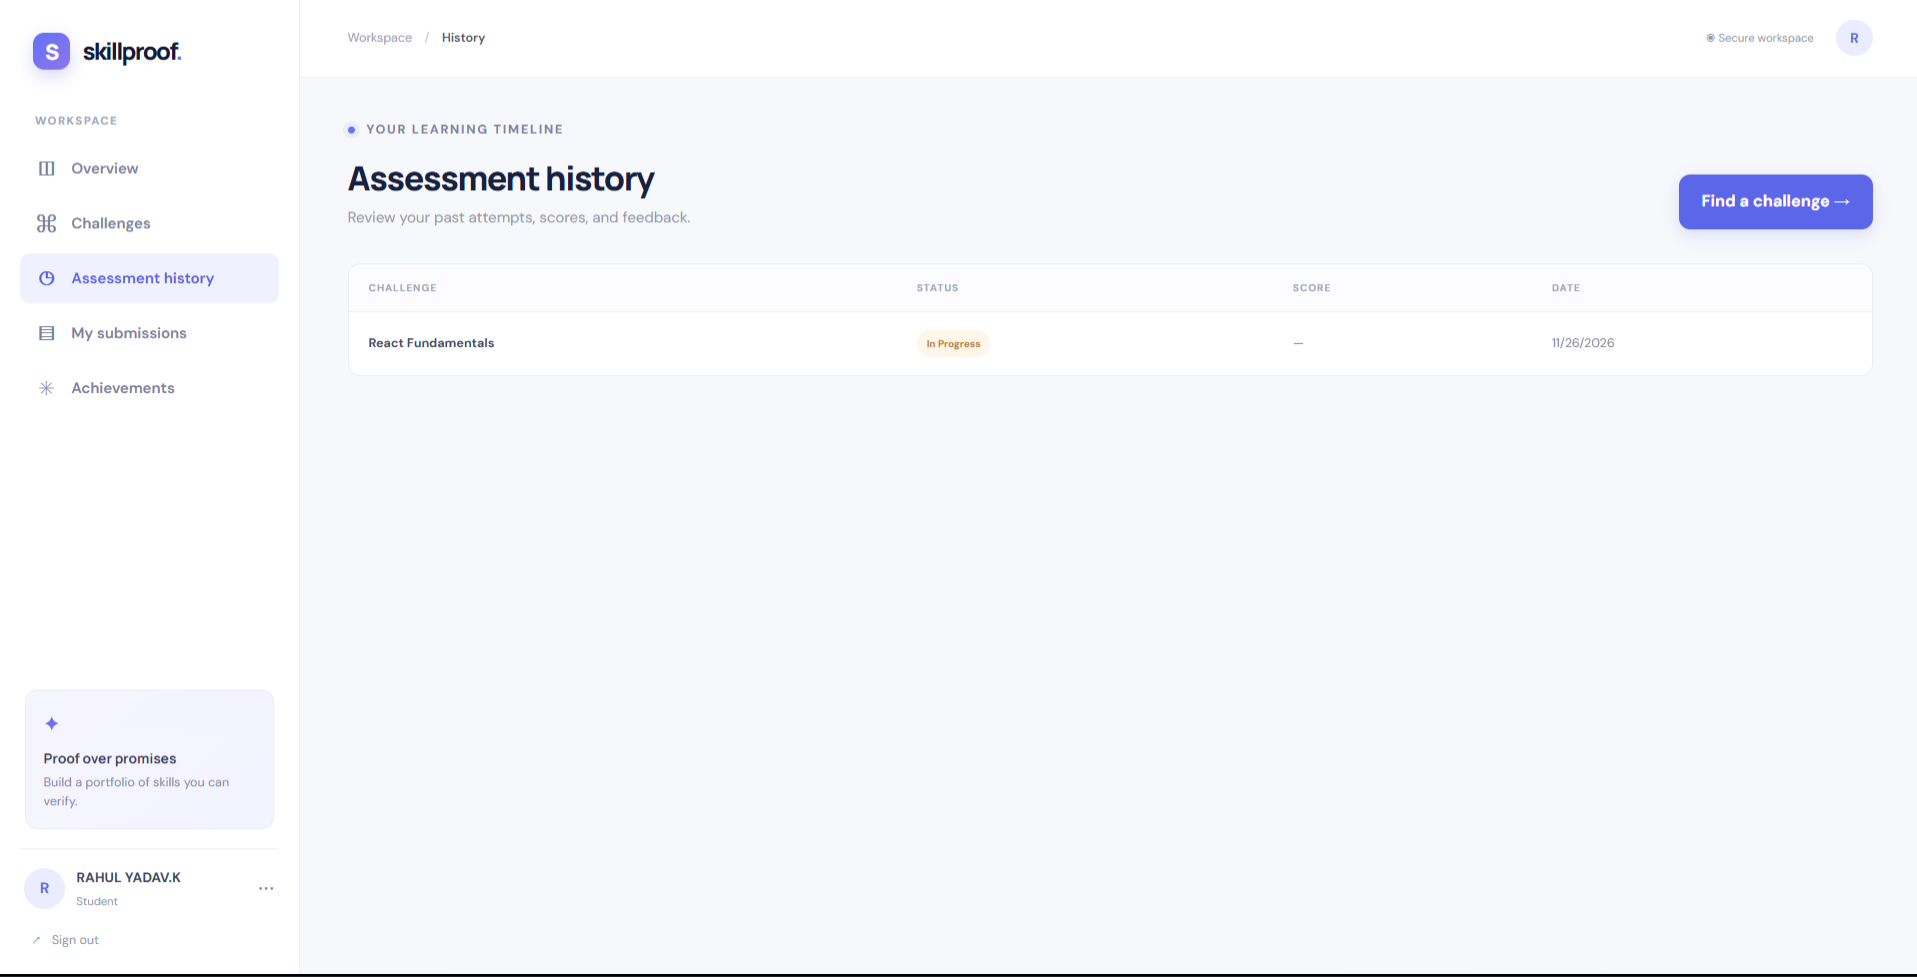 S skillproof.
WORKSPACE
Overview
Challenges
Assessment history
My submissions
Achievements
Proof over promises
Build a portfolio of skills you can
verify.
R
RAHUL YADAV.K
Student
...
Sign out
Workspace / History
Secure workspace
R
YOUR LEARNING TIMELINE
Assessment history
Review your past attempts, scores, and feedback.
Find a challenge →
CHALLENGE STATUS SCORE DATE
React Fundamentals In Progress — 11/26/2026